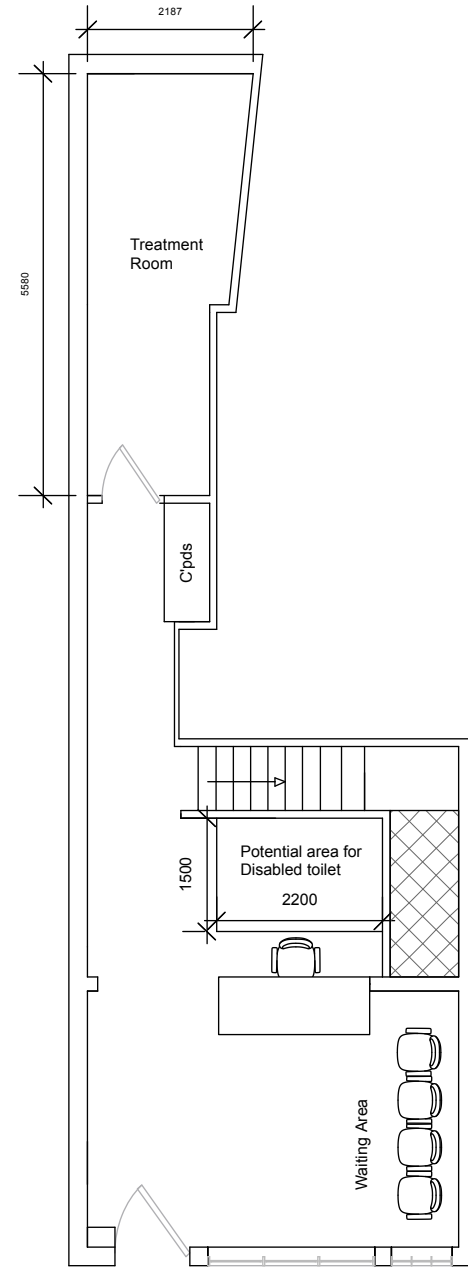 2187
5580
Treatment
Room
C'pds
Potential area for
Disabled toilet
1500
2200
Waiting Area